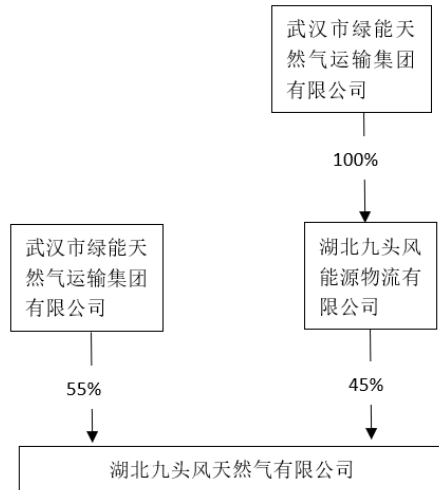 武汉市绿能天
然气运输集团
有限公司
100%
武汉市绿能天
然气运输集团
有限公司
湖北九头风
能源物流有
限公司
55%
45%
湖北九头风天然气有限公司